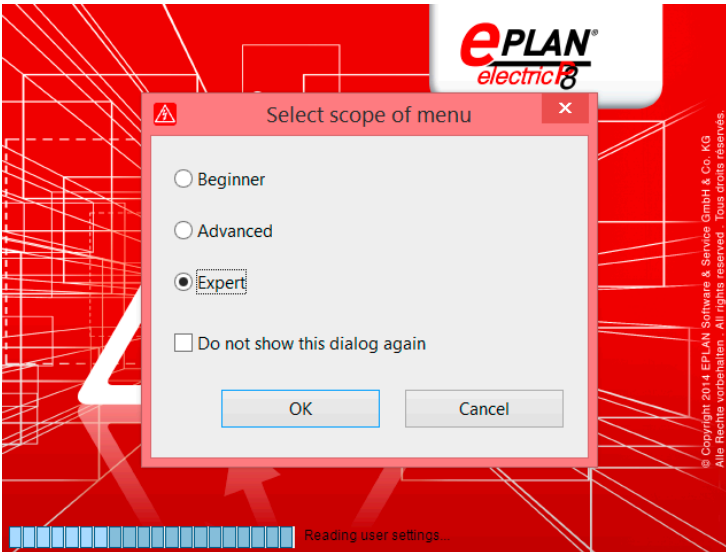 ePLAN®
electric P8
Select scope of menu
Beginner
Advanced
Expert
Do not show this dialog again
OK
Cancel
Reading user settings...
© Copyright 2014 EPLAN Software & Service GmbH & Co. KG
Alle Rechte vorbehalten . All rights reserved . Tous droits réservés.